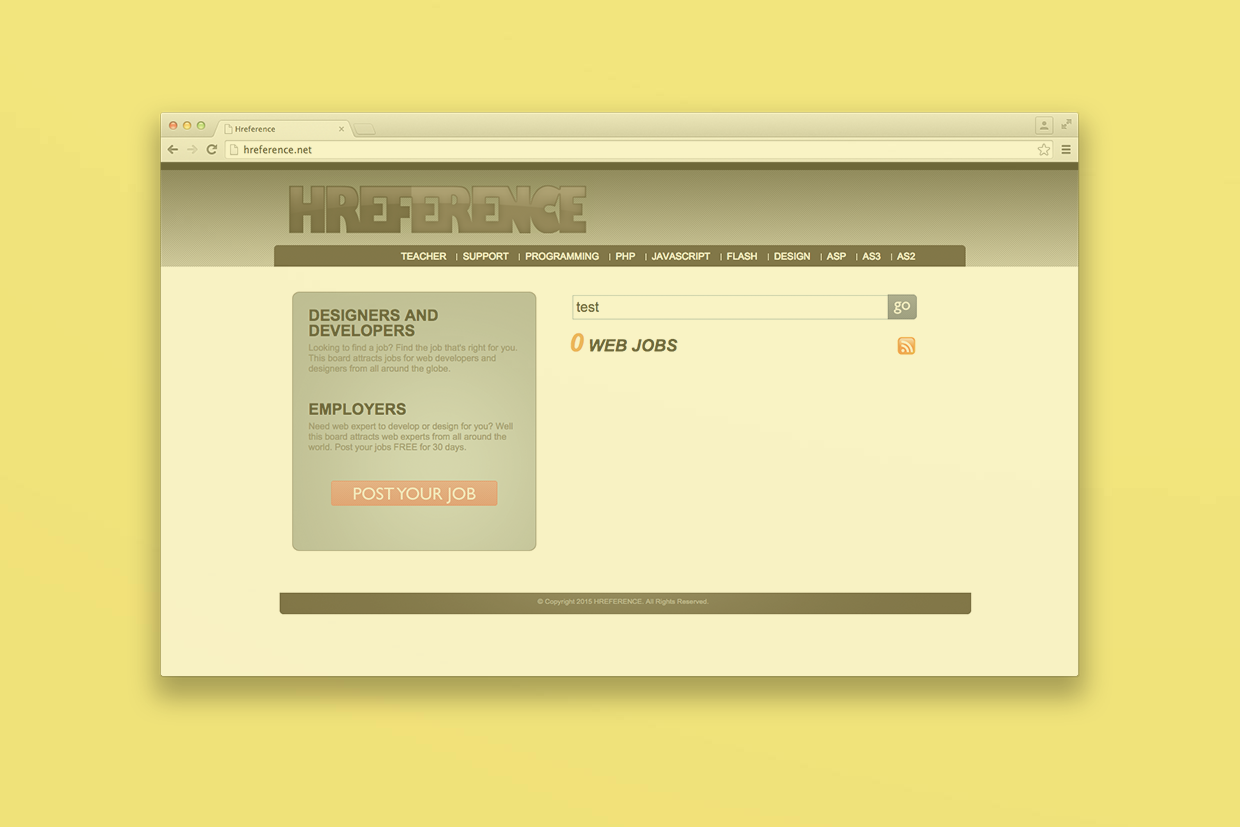 Hreference
hreference.net
HREFERENCE
TEACHER | SUPPORT | PROGRAMMING | PHP | JAVASCRIPT | FLASH | DESIGN | ASP | AS3 | AS2
DESIGNERS AND
DEVELOPERS
Looking to find a job? Find the job that's right for you.
This board attracts jobs for web developers and
designers from all around the globe.
EMPLOYERS
Need web expert to develop or design for you? Well
this board attracts web experts from all around the
world. Post your jobs FREE for 30 days.
POST YOUR JOB
test go
0 WEB JOBS
© Copyright 2015 HREFERENCE. All Rights Reserved.